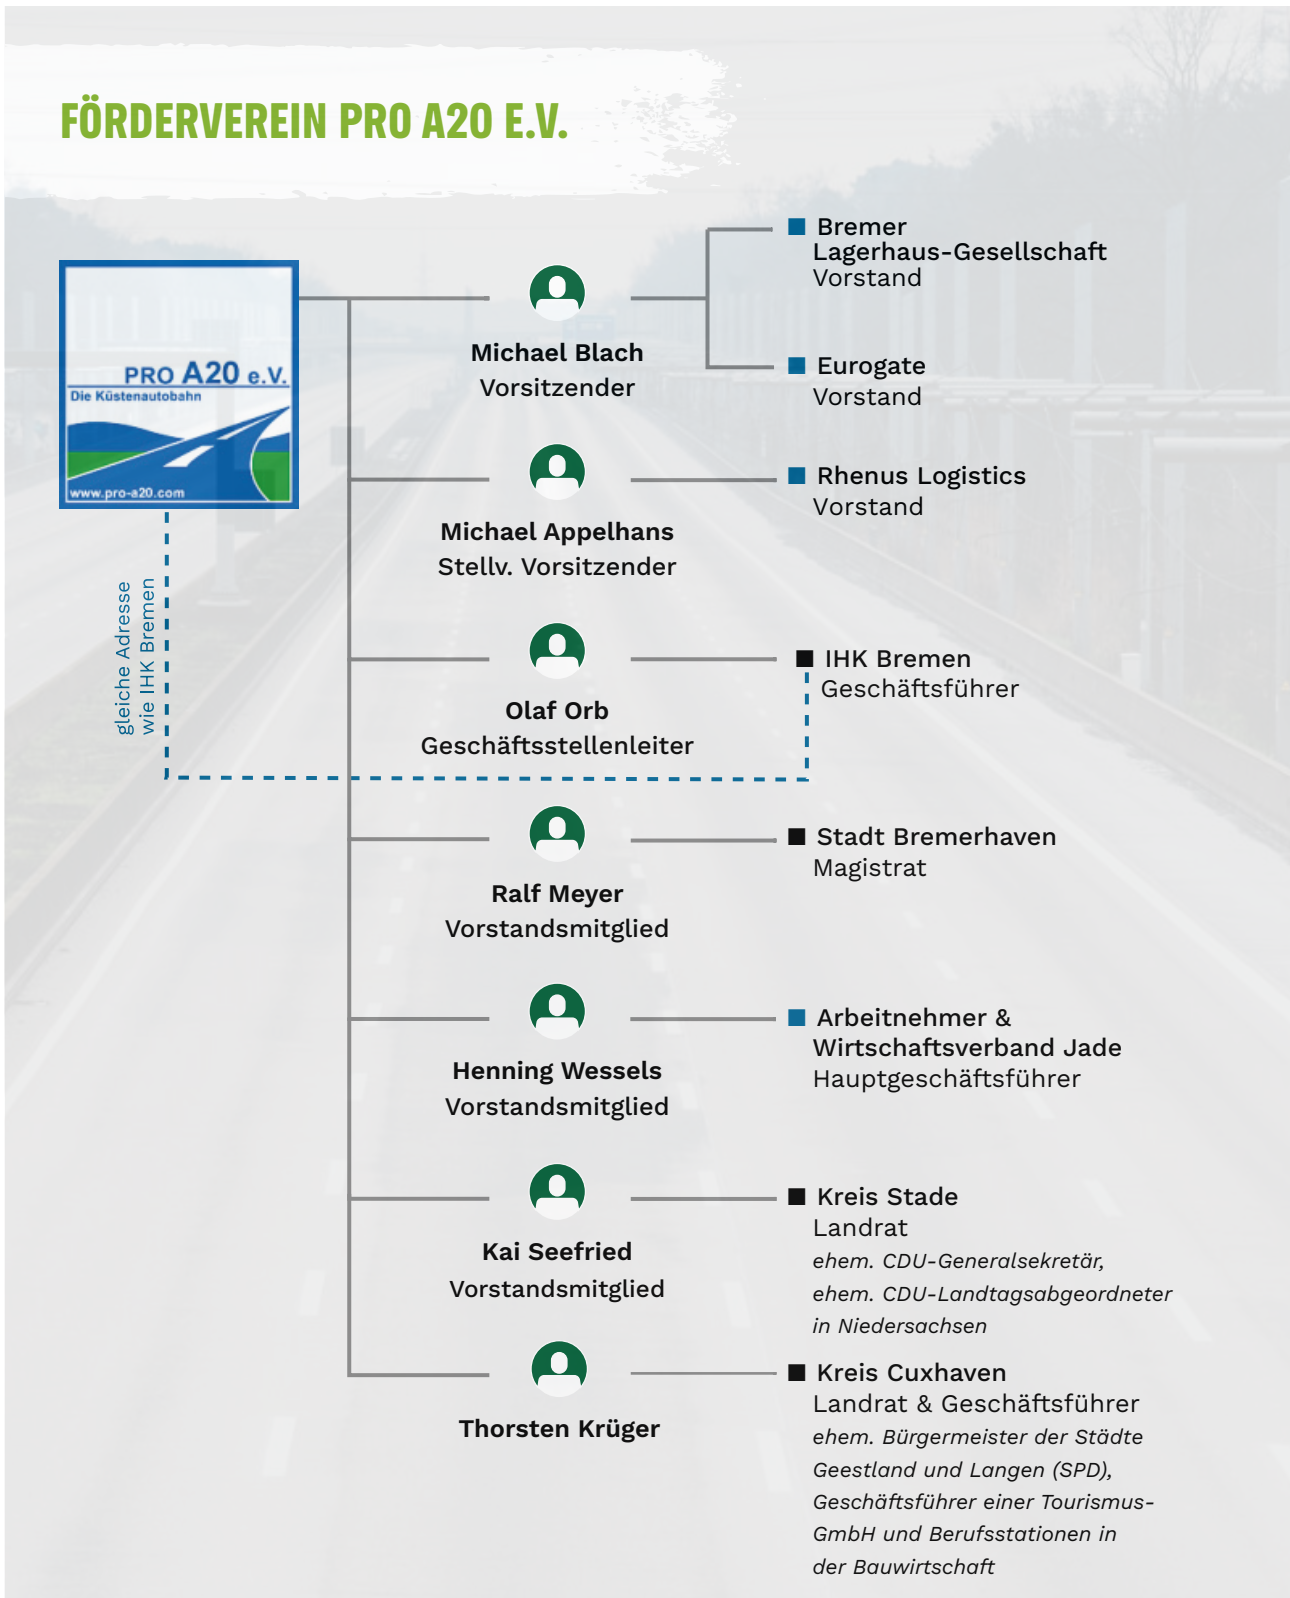 FÖRDERVEREIN PRO A20 E.V.
PRO A20 e.V.
Die Küstenautobahn
www.pro-a20.com
gleiche Adresse
wie IHK Bremen
Michael Blach
Vorsitzender
Bremer
Lagerhaus-Gesellschaft
Vorstand
Eurogate
Vorstand
Michael Appelhans
Stellv. Vorsitzender
Rhenus Logistics
Vorstand
Olaf Orb
Geschäftsstellenleiter
IHK Bremen
Geschäftsführer
Ralf Meyer
Vorstandsmitglied
Stadt Bremerhaven
Magistrat
Henning Wessels
Vorstandsmitglied
Arbeitnehmer &
Wirtschaftsverband Jade
Hauptgeschäftsführer
Kai Seefried
Vorstandsmitglied
Kreis Stade
Landrat
ehem. CDU-Generalsekretär,
ehem. CDU-Landtagsabgeordneter
in Niedersachsen
Thorsten Krüger
Kreis Cuxhaven
Landrat & Geschäftsführer
ehem. Bürgermeister der Städte
Geestland und Langen (SPD),
Geschäftsführer einer Tourismus-
GmbH und Berufsstationen in
der Bauwirtschaft